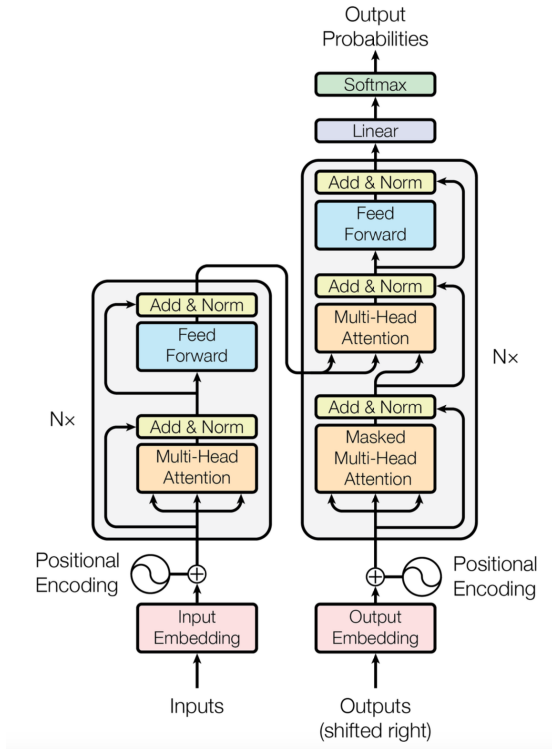 Output
Probabilities
Softmax
Linear
Add & Norm
Feed
Forward
Add & Norm
Multi-Head
Attention
Add & Norm
Masked
Multi-Head
Attention
Nx
Add & Norm
Feed
Forward
Add & Norm
Multi-Head
Attention
Nx
Positional
Encoding
Positional
Encoding
Input
Embedding
Output
Embedding
Inputs
Outputs
(shifted right)